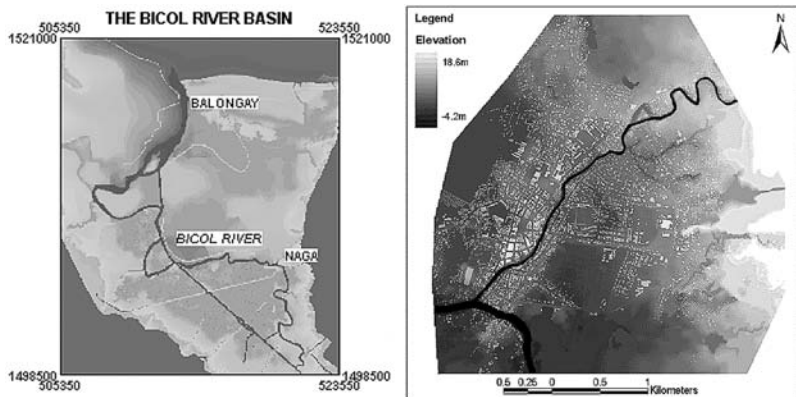 THE BICOL RIVER BASIN
505350 523550
1521000 1521000
BALONGAY
BICOL RIVER
NAGA
1498500 1498500
505350 523550
Legend
Elevation
18.6m
-4.2m
N
0.5 0.25 0 0.5 1
Kilometers